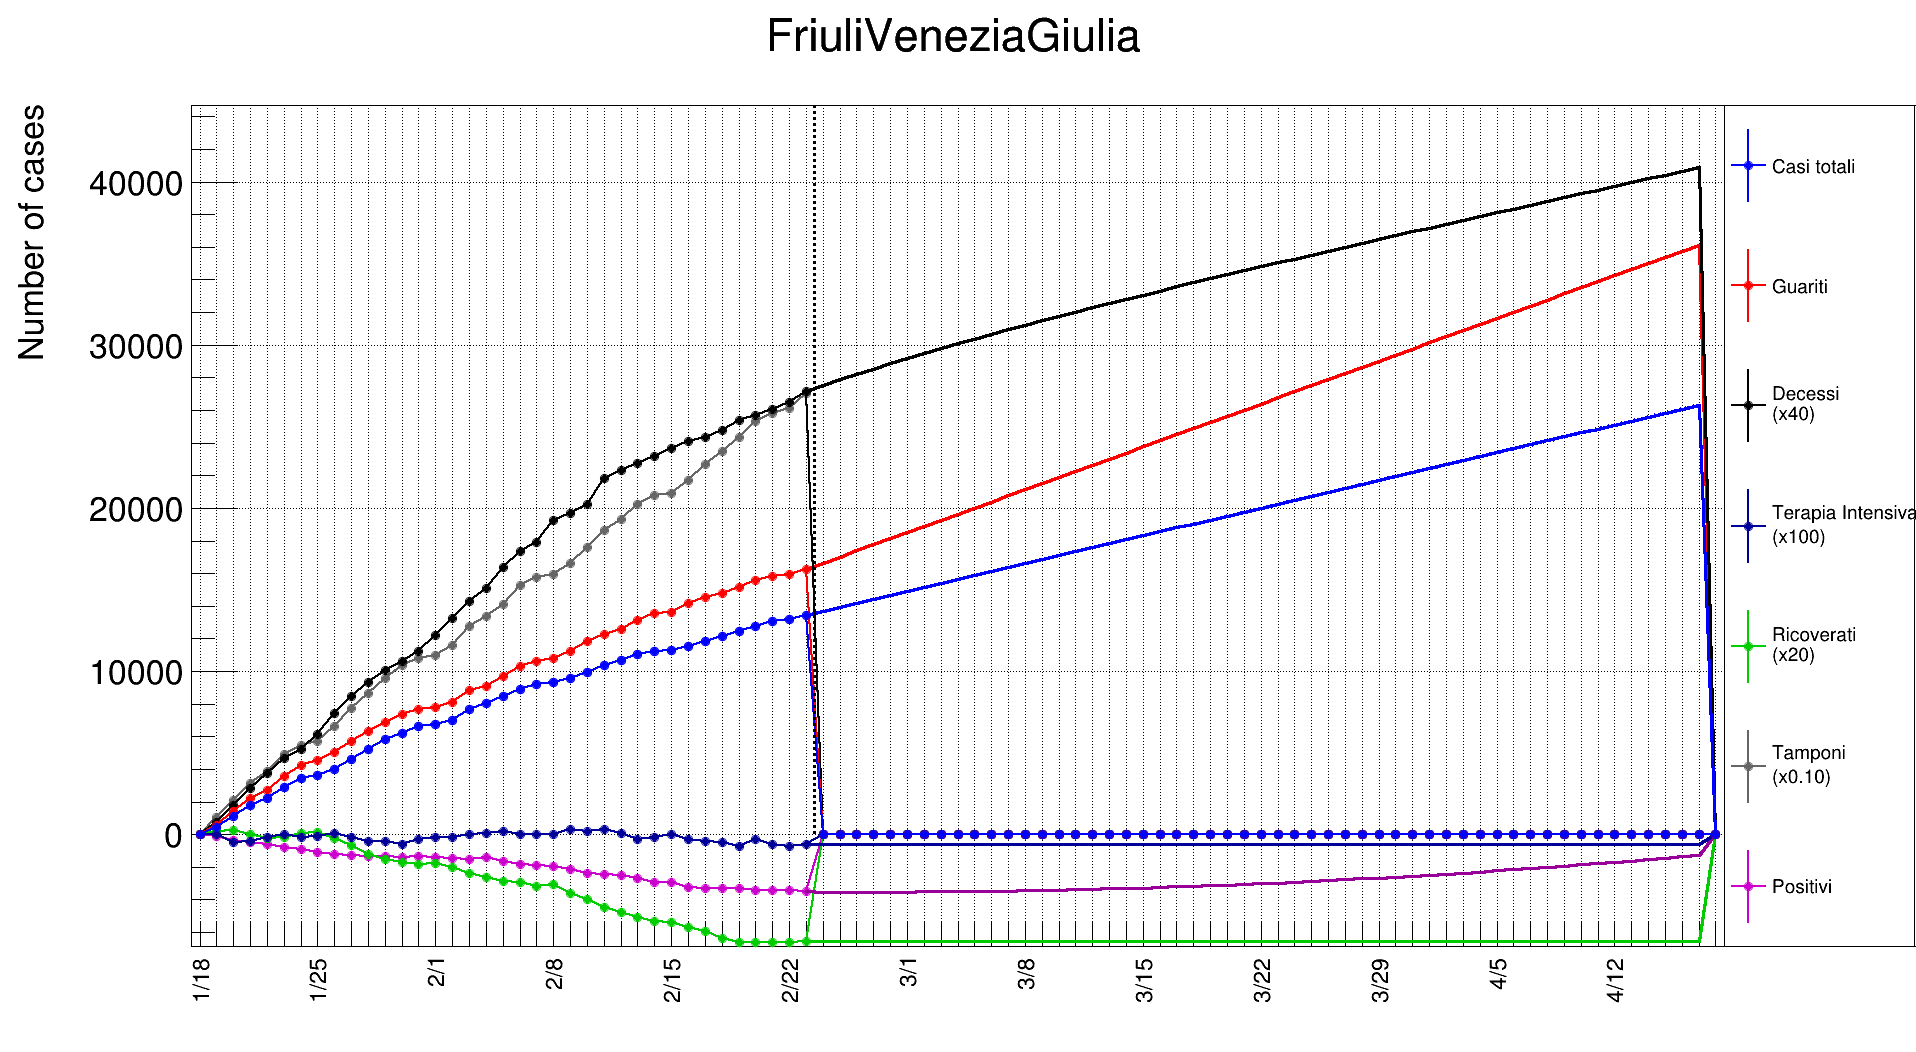 FriuliVeneziaGiulia
Number of cases
40000
30000
20000
10000
0
1/18
1/25
2/1
2/8
2/15
2/22
3/1
3/8
3/15
3/22
3/29
4/5
4/12
Casi totali
Guariti
Decessi
(x40)
Terapia Intensiva
(x100)
Ricoverati
(x20)
Tamponi
(x0.10)
Positivi